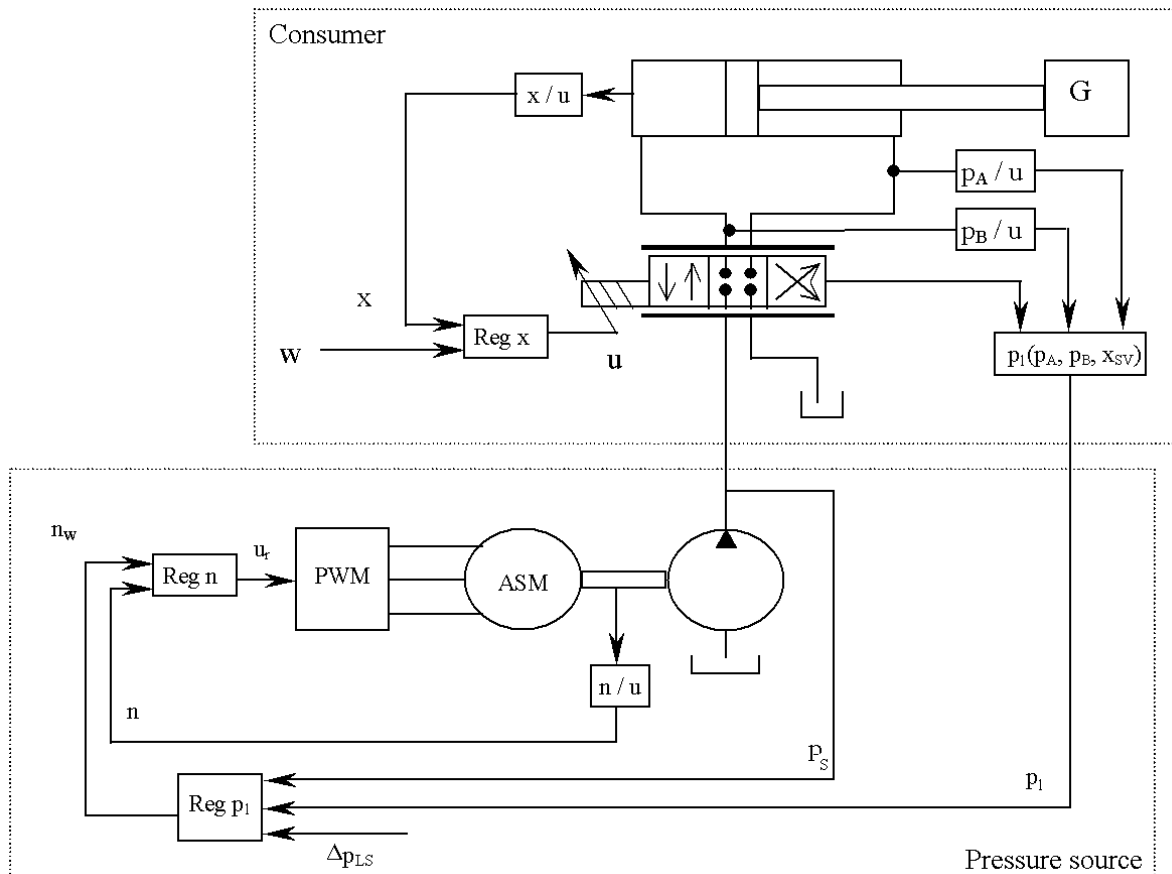 Consumer
x / u
G
p_A / u
p_B / u
x
Reg x
w
u
p_l(p_A, p_B, x_SV)
n_w
u_r
Reg n
PWM
ASM
n / u
n
p_s
Reg p_l
p_l
Δp_LS
Pressure source